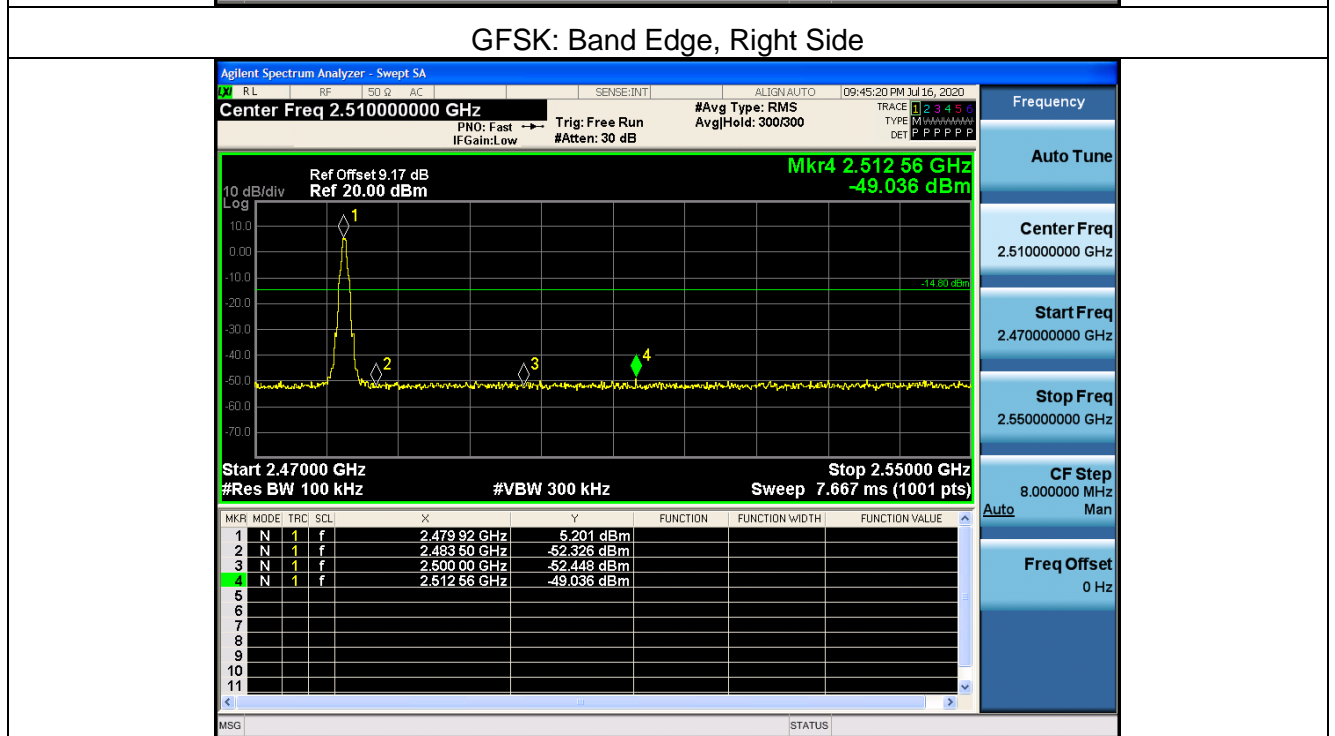 GFSK: Band Edge, Right Side
Agilent Spectrum Analyzer - Swept SA
LXI RL RF 50 Ω AC SENSE:INT ALIGN AUTO 09:45:20 PM Jul 16, 2020
Center Freq 2.510000000 GHz
PNO: Fast
IFGain:Low
Trig: Free Run
#Atten: 30 dB
#Avg Type: RMS
Avg|Hold: 300/300
TRACE 1 2 3 4 5 6
TYPE M
DET P P P P P P
Mkr4 2.512 56 GHz
-49.036 dBm
Ref Offset 9.17 dB
10 dB/div Ref 20.00 dBm
Log
10.0
0.00
-10.0
-20.0
-30.0
-40.0
-50.0
-60.0
-70.0
1
2
3
4
-14.80 dBm
Start 2.47000 GHz Stop 2.55000 GHz
#Res BW 100 kHz #VBW 300 kHz Sweep 7.667 ms (1001 pts)
MKR MODE TRC SCL X Y FUNCTION FUNCTION WIDTH FUNCTION VALUE
1 N 1 f 2.479 92 GHz 5.201 dBm
2 N 1 f 2.483 50 GHz -52.326 dBm
3 N 1 f 2.500 00 GHz -52.448 dBm
4 N 1 f 2.512 56 GHz -49.036 dBm
5
6
7
8
9
10
11
MSG STATUS
Frequency
Auto Tune
Center Freq
2.510000000 GHz
Start Freq
2.470000000 GHz
Stop Freq
2.550000000 GHz
CF Step
8.000000 MHz
Auto Man
Freq Offset
0 Hz